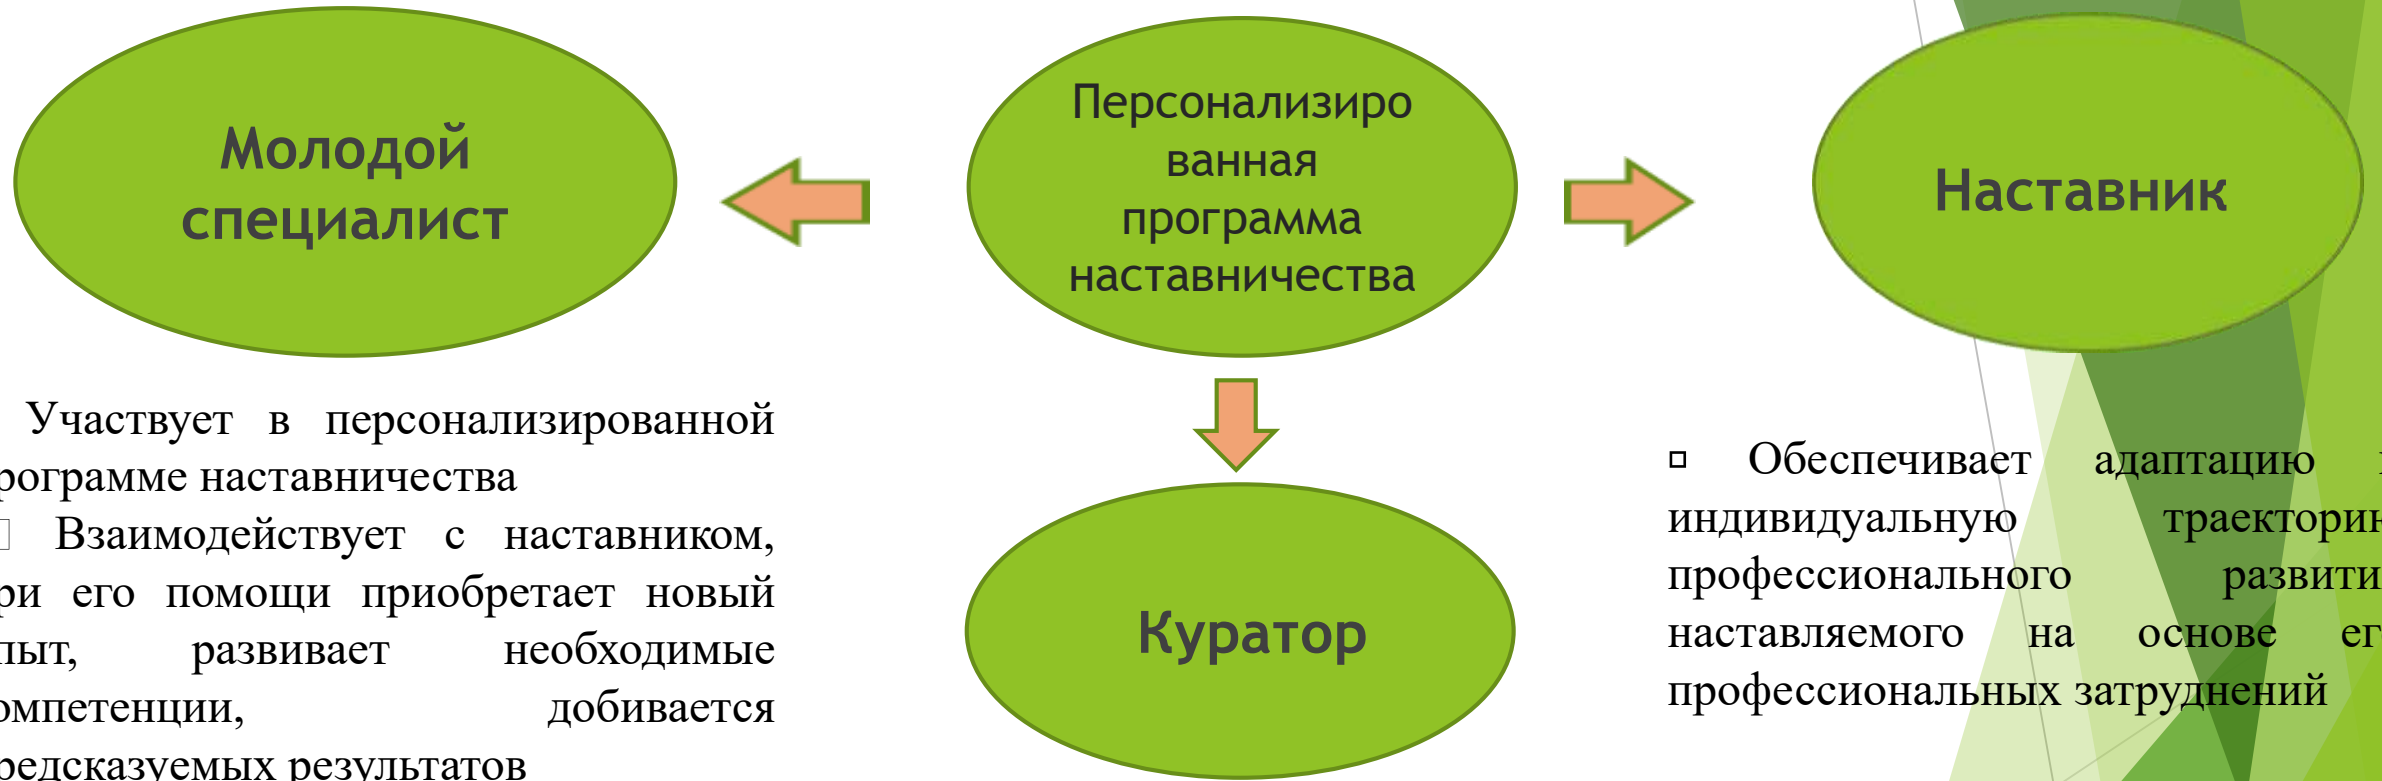 Молодой
специалист
Персонализиро
ванная
программа
наставничества
Наставник
Участвует в персонализированной
рограмме наставничества
Взаимодействует с наставником,
ри его помощи приобретает новый
пыт, развивает необходимые
омпетенции, добивается
редсказуемых результатов
Куратор
Обеспечивает адаптацию
индивидуальную траекторию
профессионального развити
наставляемого на основе ег
профессиональных затруднений